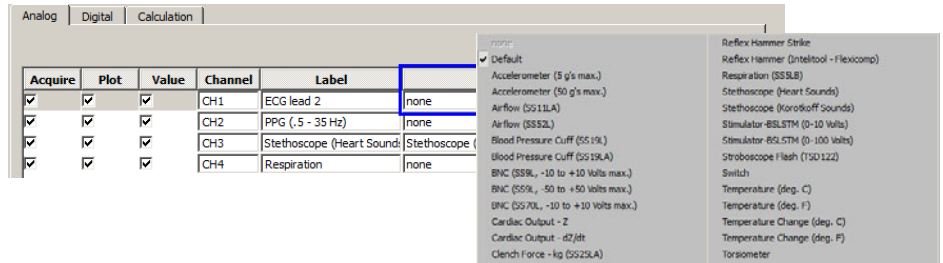 Analog Digital Calculation
Acquire Plot Value Channel Label
CH1 ECG lead 2 none
CH2 PPG (.5 - 35 Hz) none
CH3 Stethoscope (Heart Sound: Stethoscope (
CH4 Respiration none
none
Default
Accelerometer (5 g's max.)
Accelerometer (50 g's max.)
Airflow (SS11LA)
Airflow (SS52L)
Blood Pressure Cuff (SS19L)
Blood Pressure Cuff (SS19LA)
BNC (SS9L, -10 to +10 Volts max.)
BNC (SS9L, -50 to +50 Volts max.)
BNC (SS70L, -10 to +10 Volts max.)
Cardiac Output - Z
Cardiac Output - dZ/dt
Clench Force - kg (SS25LA)
Reflex Hammer Strike
Reflex Hammer (Intelitool - Flexicomp)
Respiration (SS5LB)
Stethoscope (Heart Sounds)
Stethoscope (Korotkoff Sounds)
Stimulator-BSLSTM (0-10 Volts)
Stimulator-BSLSTM (0-100 Volts)
Stroboscope Flash (TSD122)
Switch
Temperature (deg. C)
Temperature (deg. F)
Temperature Change (deg. C)
Temperature Change (deg. F)
Torsiometer